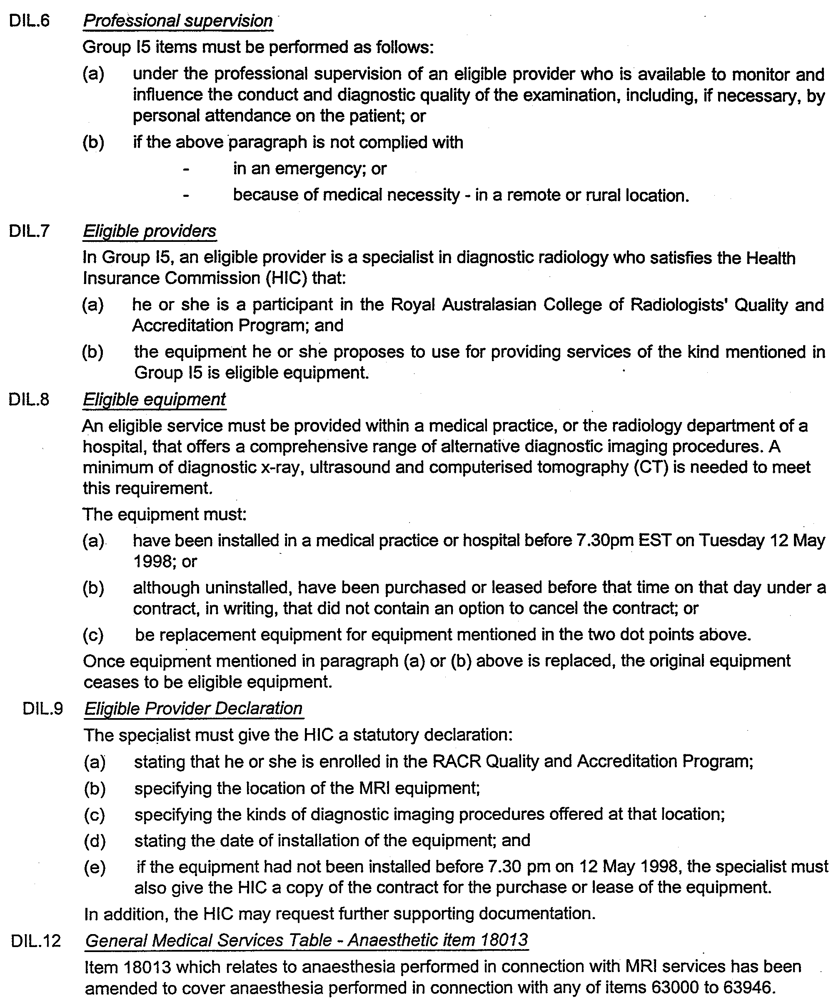 DIL.6 Professional supervision
Group I5 items must be performed as follows:
(a) under the professional supervision of an eligible provider who is available to monitor and
influence the conduct and diagnostic quality of the examination, including, if necessary, by
personal attendance on the patient; or
(b) if the above paragraph is not complied with
- in an emergency; or
- because of medical necessity - in a remote or rural location.
DIL.7 Eligible providers
In Group I5, an eligible provider is a specialist in diagnostic radiology who satisfies the Health
Insurance Commission (HIC) that:
(a) he or she is a participant in the Royal Australasian College of Radiologists' Quality and
Accreditation Program; and
(b) the equipment he or she proposes to use for providing services of the kind mentioned in
Group I5 is eligible equipment.
DIL.8 Eligible equipment
An eligible service must be provided within a medical practice, or the radiology department of a
hospital, that offers a comprehensive range of alternative diagnostic imaging procedures. A
minimum of diagnostic x-ray, ultrasound and computerised tomography (CT) is needed to meet
this requirement.
The equipment must:
(a) have been installed in a medical practice or hospital before 7.30pm EST on Tuesday 12 May
1998; or
(b) although uninstalled, have been purchased or leased before that time on that day under a
contract, in writing, that did not contain an option to cancel the contract; or
(c) be replacement equipment for equipment mentioned in the two dot points above.
Once equipment mentioned in paragraph (a) or (b) above is replaced, the original equipment
ceases to be eligible equipment.
DIL.9 Eligible Provider Declaration
The specialist must give the HIC a statutory declaration:
(a) stating that he or she is enrolled in the RACR Quality and Accreditation Program;
(b) specifying the location of the MRI equipment;
(c) specifying the kinds of diagnostic imaging procedures offered at that location;
(d) stating the date of installation of the equipment; and
(e) if the equipment had not been installed before 7.30 pm on 12 May 1998, the specialist must
also give the HIC a copy of the contract for the purchase or lease of the equipment.
In addition, the HIC may request further supporting documentation.
DIL.12 General Medical Services Table - Anaesthetic item 18013
Item 18013 which relates to anaesthesia performed in connection with MRI services has been
amended to cover anaesthesia performed in connection with any of items 63000 to 63946.